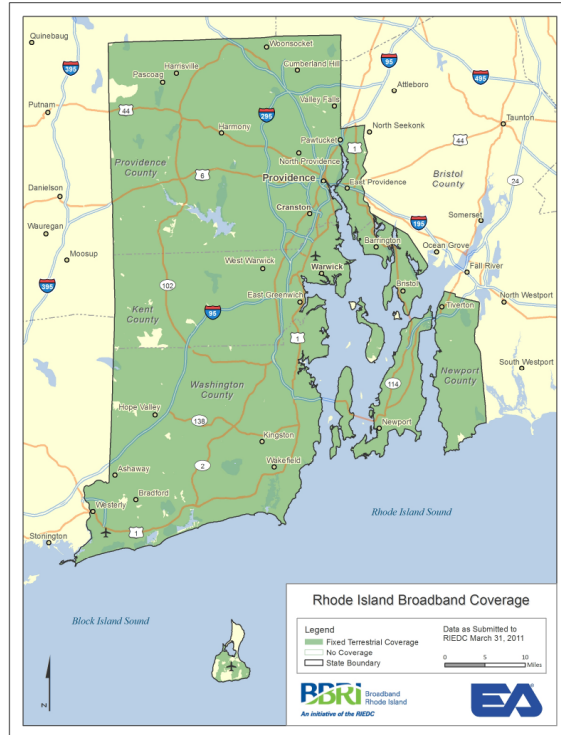 Quinebaug
395
Woonsocket
95
495
Harrisville
Cumberland Hill
Pascoag
Attleboro
Putnam
44
Valley Falls
295
Taunton
Harmony
North Seekonk
Pawtucket
1
44
Providence
County
North Providence
6
Providence
Bristol
County
24
Danielson
East Providence
Cranston
195
Somerset
Wauregan
Barrington
Ocean Grove
Moosup
West Warwick
Warwick
Fall River
395
102
Bristol
East Greenwich
Tiverton
North Westport
95
Kent
County
1
South Westport
Newport
County
Washington
County
114
Hope Valley
138
Newport
Kingston
2
Wakefield
Ashaway
Bradford
Westerly
Rhode Island Sound
1
Stonington
Block Island Sound
Rhode Island Broadband Coverage
Legend
Fixed Terrestrial Coverage
No Coverage
State Boundary
Data as Submitted to
RIEDC March 31, 2011
0 5 10
Miles
N
BBRI Broadband
Rhode Island
An initiative of the RIEDC
EA